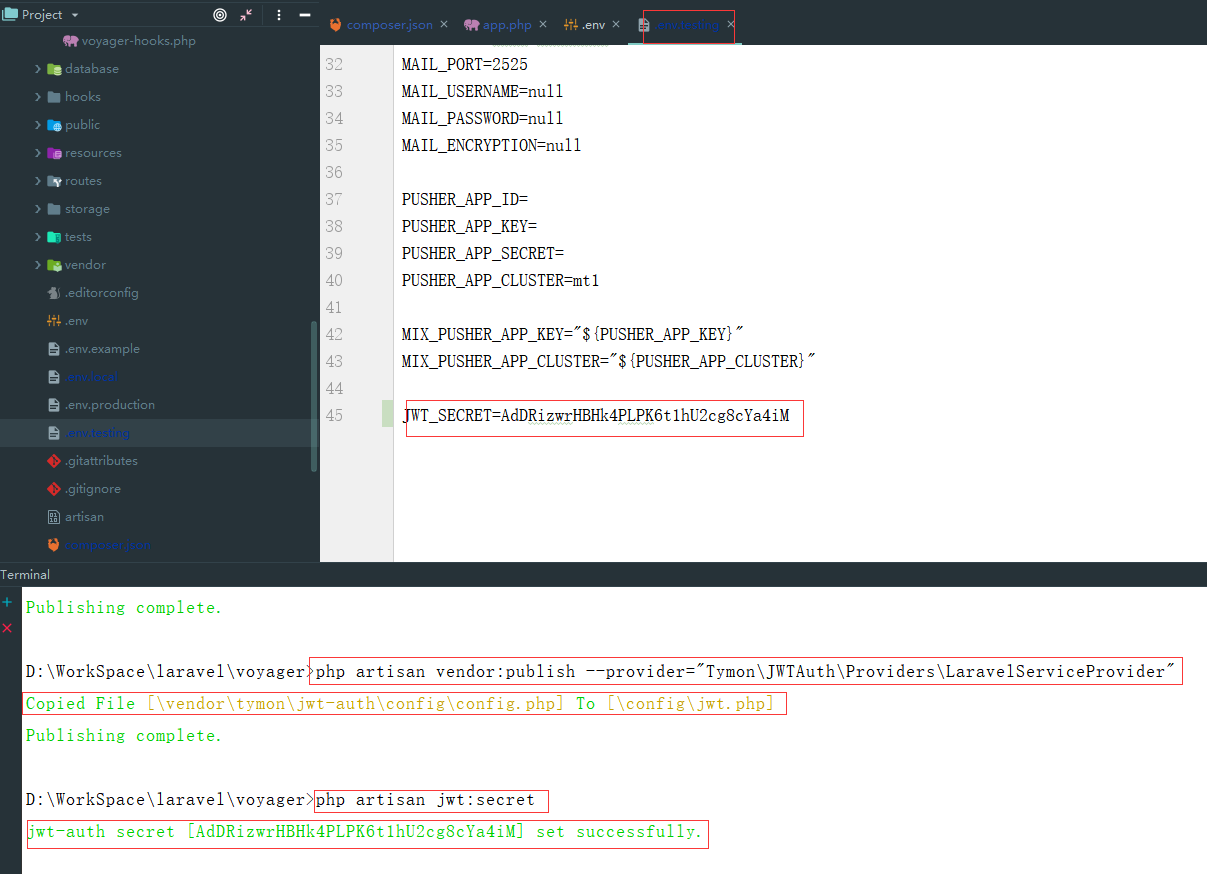 Project
voyager-hooks.php
database
hooks
public
resources
routes
storage
tests
vendor
.editorconfig
.env
.env.example
.env.local
.env.production
.env.testing
.gitattributes
.gitignore
artisan
composer.json
composer.json
app.php
.env
.env.testing
32 MAIL_PORT=2525
33 MAIL_USERNAME=null
34 MAIL_PASSWORD=null
35 MAIL_ENCRYPTION=null
36
37 PUSHER_APP_ID=
38 PUSHER_APP_KEY=
39 PUSHER_APP_SECRET=
40 PUSHER_APP_CLUSTER=mt1
41
42 MIX_PUSHER_APP_KEY="${PUSHER_APP_KEY}"
43 MIX_PUSHER_APP_CLUSTER="${PUSHER_APP_CLUSTER}"
44
45 JWT_SECRET=AdDRizwrHBHk4PLPK6t1hU2cg8cYa4iM
Terminal
Publishing complete.
D:\WorkSpace\laravel\voyager>php artisan vendor:publish --provider="Tymon\JWTAuth\Providers\LaravelServiceProvider"
Copied File [\vendor\tymon\jwt-auth\config\config.php] To [\config\jwt.php]
Publishing complete.
D:\WorkSpace\laravel\voyager>php artisan jwt:secret
jwt-auth secret [AdDRizwrHBHk4PLPK6t1hU2cg8cYa4iM] set successfully.